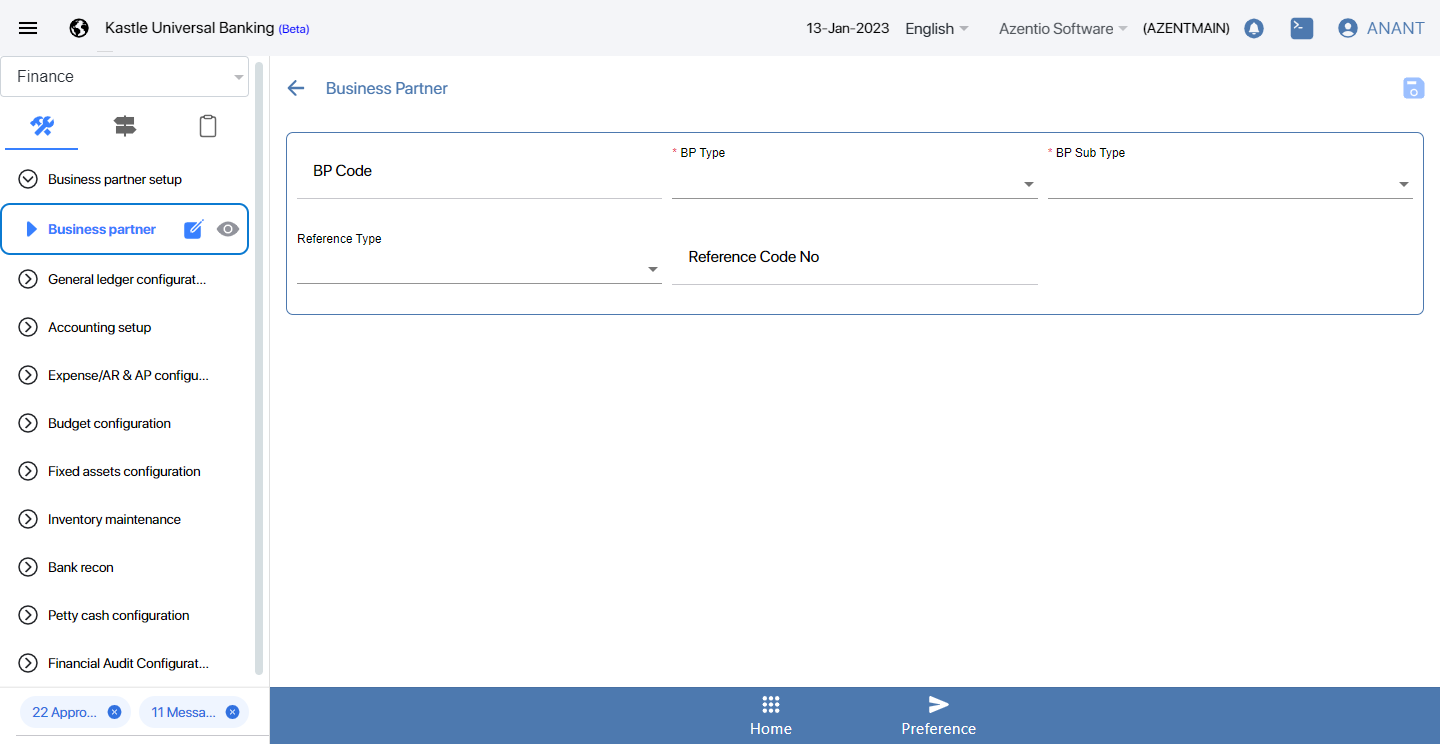 Kastle Universal Banking (Beta)
13-Jan-2023
English
Azentio Software
(AZENTMAIN)
ANANT
Finance
Business partner setup
Business partner
General ledger configurat...
Accounting setup
Expense/AR & AP configu...
Budget configuration
Fixed assets configuration
Inventory maintenance
Bank recon
Petty cash configuration
Financial Audit Configurat...
22 Appro...
11 Messa...
Business Partner
BP Code
* BP Type
* BP Sub Type
Reference Type
Reference Code No
Home
Preference